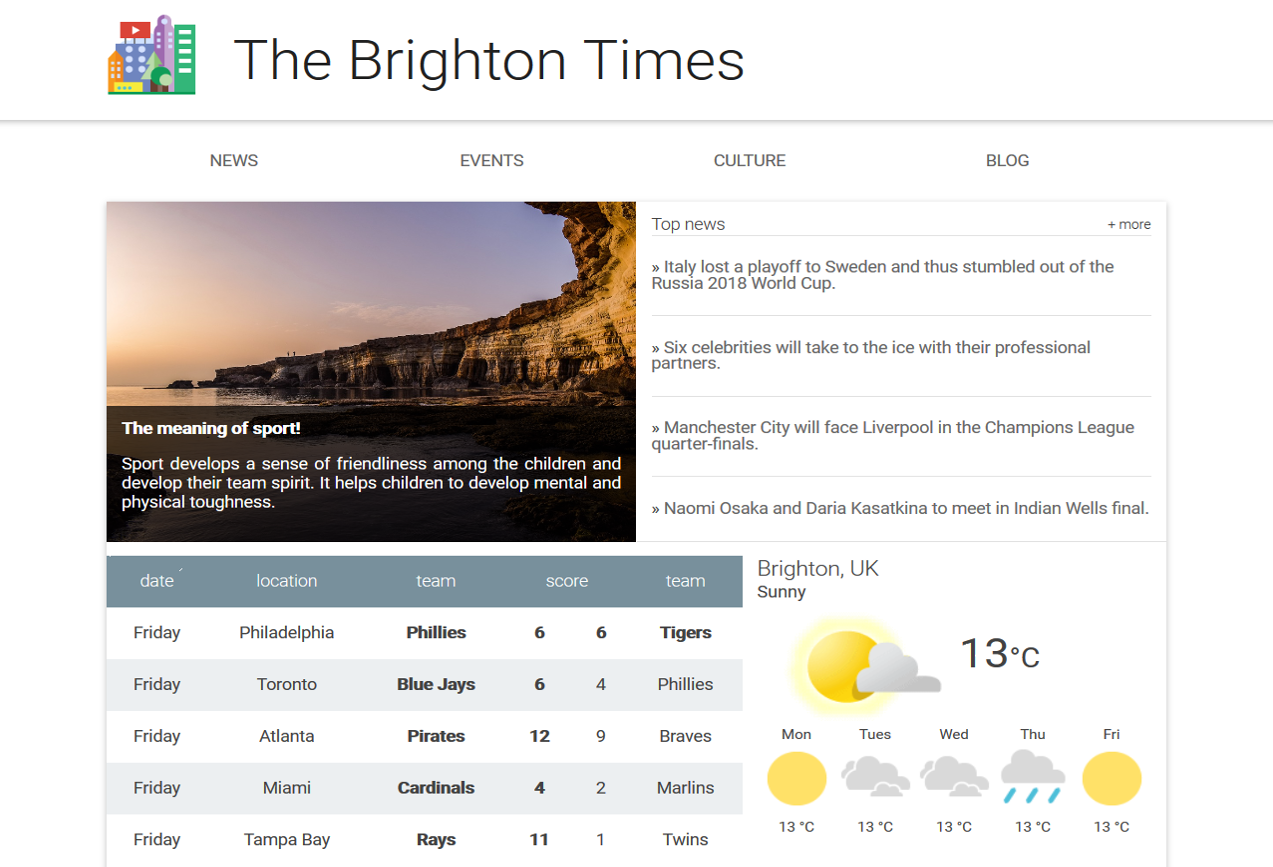 The Brighton Times
NEWS EVENTS CULTURE BLOG
The meaning of sport!
Sport develops a sense of friendliness among the children and
develop their team spirit. It helps children to develop mental and
physical toughness.
Top news + more
» Italy lost a playoff to Sweden and thus stumbled out of the
Russia 2018 World Cup.
» Six celebrities will take to the ice with their professional
partners.
» Manchester City will face Liverpool in the Champions League
quarter-finals.
» Naomi Osaka and Daria Kasatkina to meet in Indian Wells final.
date location team score team
Friday Philadelphia Phillies 6 6 Tigers
Friday Toronto Blue Jays 6 4 Phillies
Friday Atlanta Pirates 12 9 Braves
Friday Miami Cardinals 4 2 Marlins
Friday Tampa Bay Rays 11 1 Twins
Brighton, UK
Sunny
13°C
Mon Tues Wed Thu Fri
13 °C 13 °C 13 °C 13 °C 13 °C